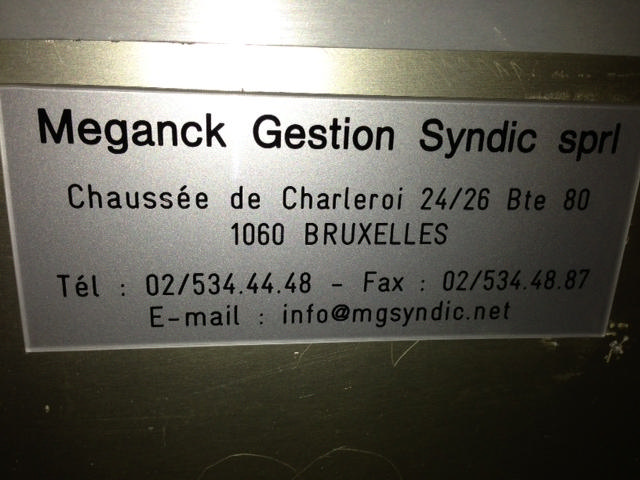 Meganck Gestion Syndic sprl
Chaussée de Charleroi 24/26 Bte 80
1060 BRUXELLES
Tél : 02/534.44.48 - Fax : 02/534.48.87
E-mail : info@mgsyndic.net